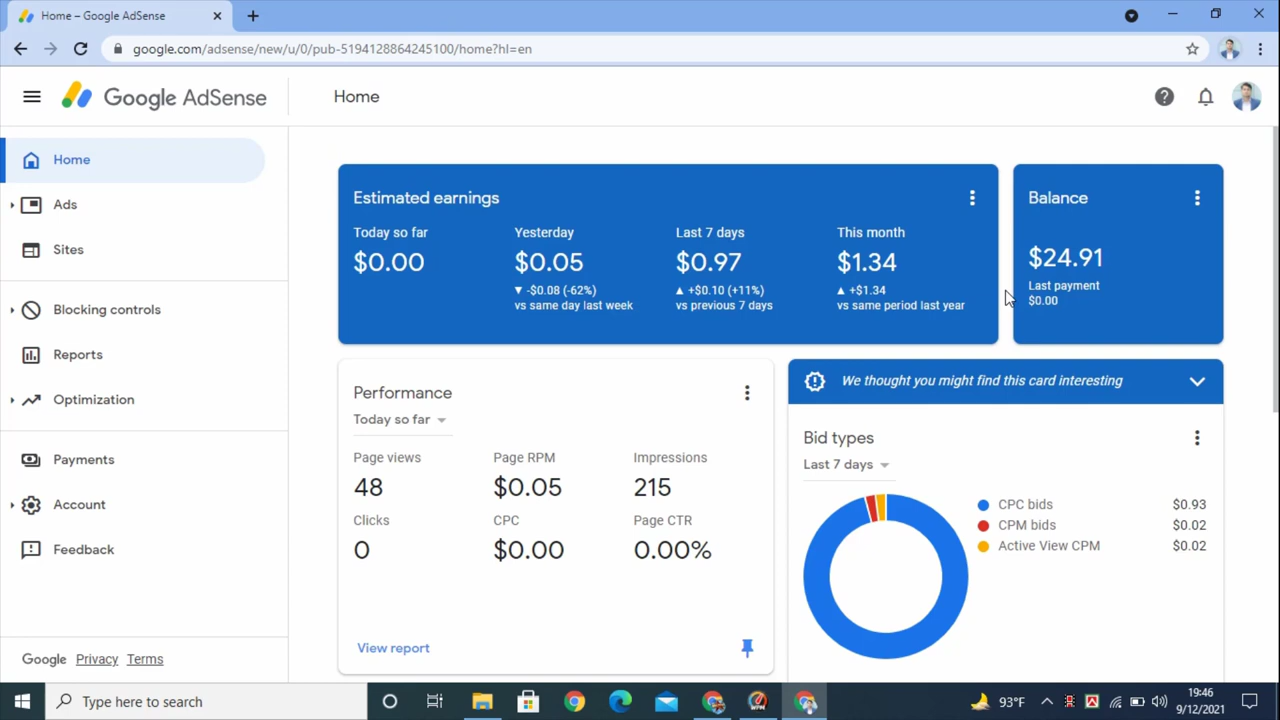 Home – Google AdSense
google.com/adsense/new/u/0/pub-5194128864245100/home?hl=en
Google AdSense
Home
Home
Ads
Sites
Blocking controls
Reports
Optimization
Payments
Account
Feedback
Google Privacy Terms
Estimated earnings
Today so far
$0.00
Yesterday
$0.05
-$0.08 (-62%)
vs same day last week
Last 7 days
$0.97
+$0.10 (+11%)
vs previous 7 days
This month
$1.34
+$1.34
vs same period last year
Balance
$24.91
Last payment
$0.00
Performance
Today so far
Page views
48
Page RPM
$0.05
Impressions
215
Clicks
0
CPC
$0.00
Page CTR
0.00%
View report
We thought you might find this card interesting
Bid types
Last 7 days
CPC bids $0.93
CPM bids $0.02
Active View CPM $0.02
Type here to search
WPM
93°F
19:46
9/12/2021